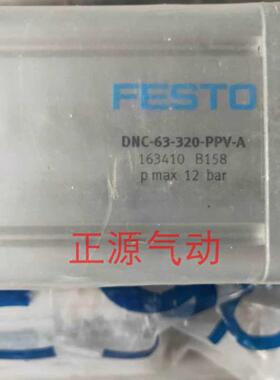 FESTO
DNC-63-320-PPV-A
163410 B158
p max 12 bar
正源气动